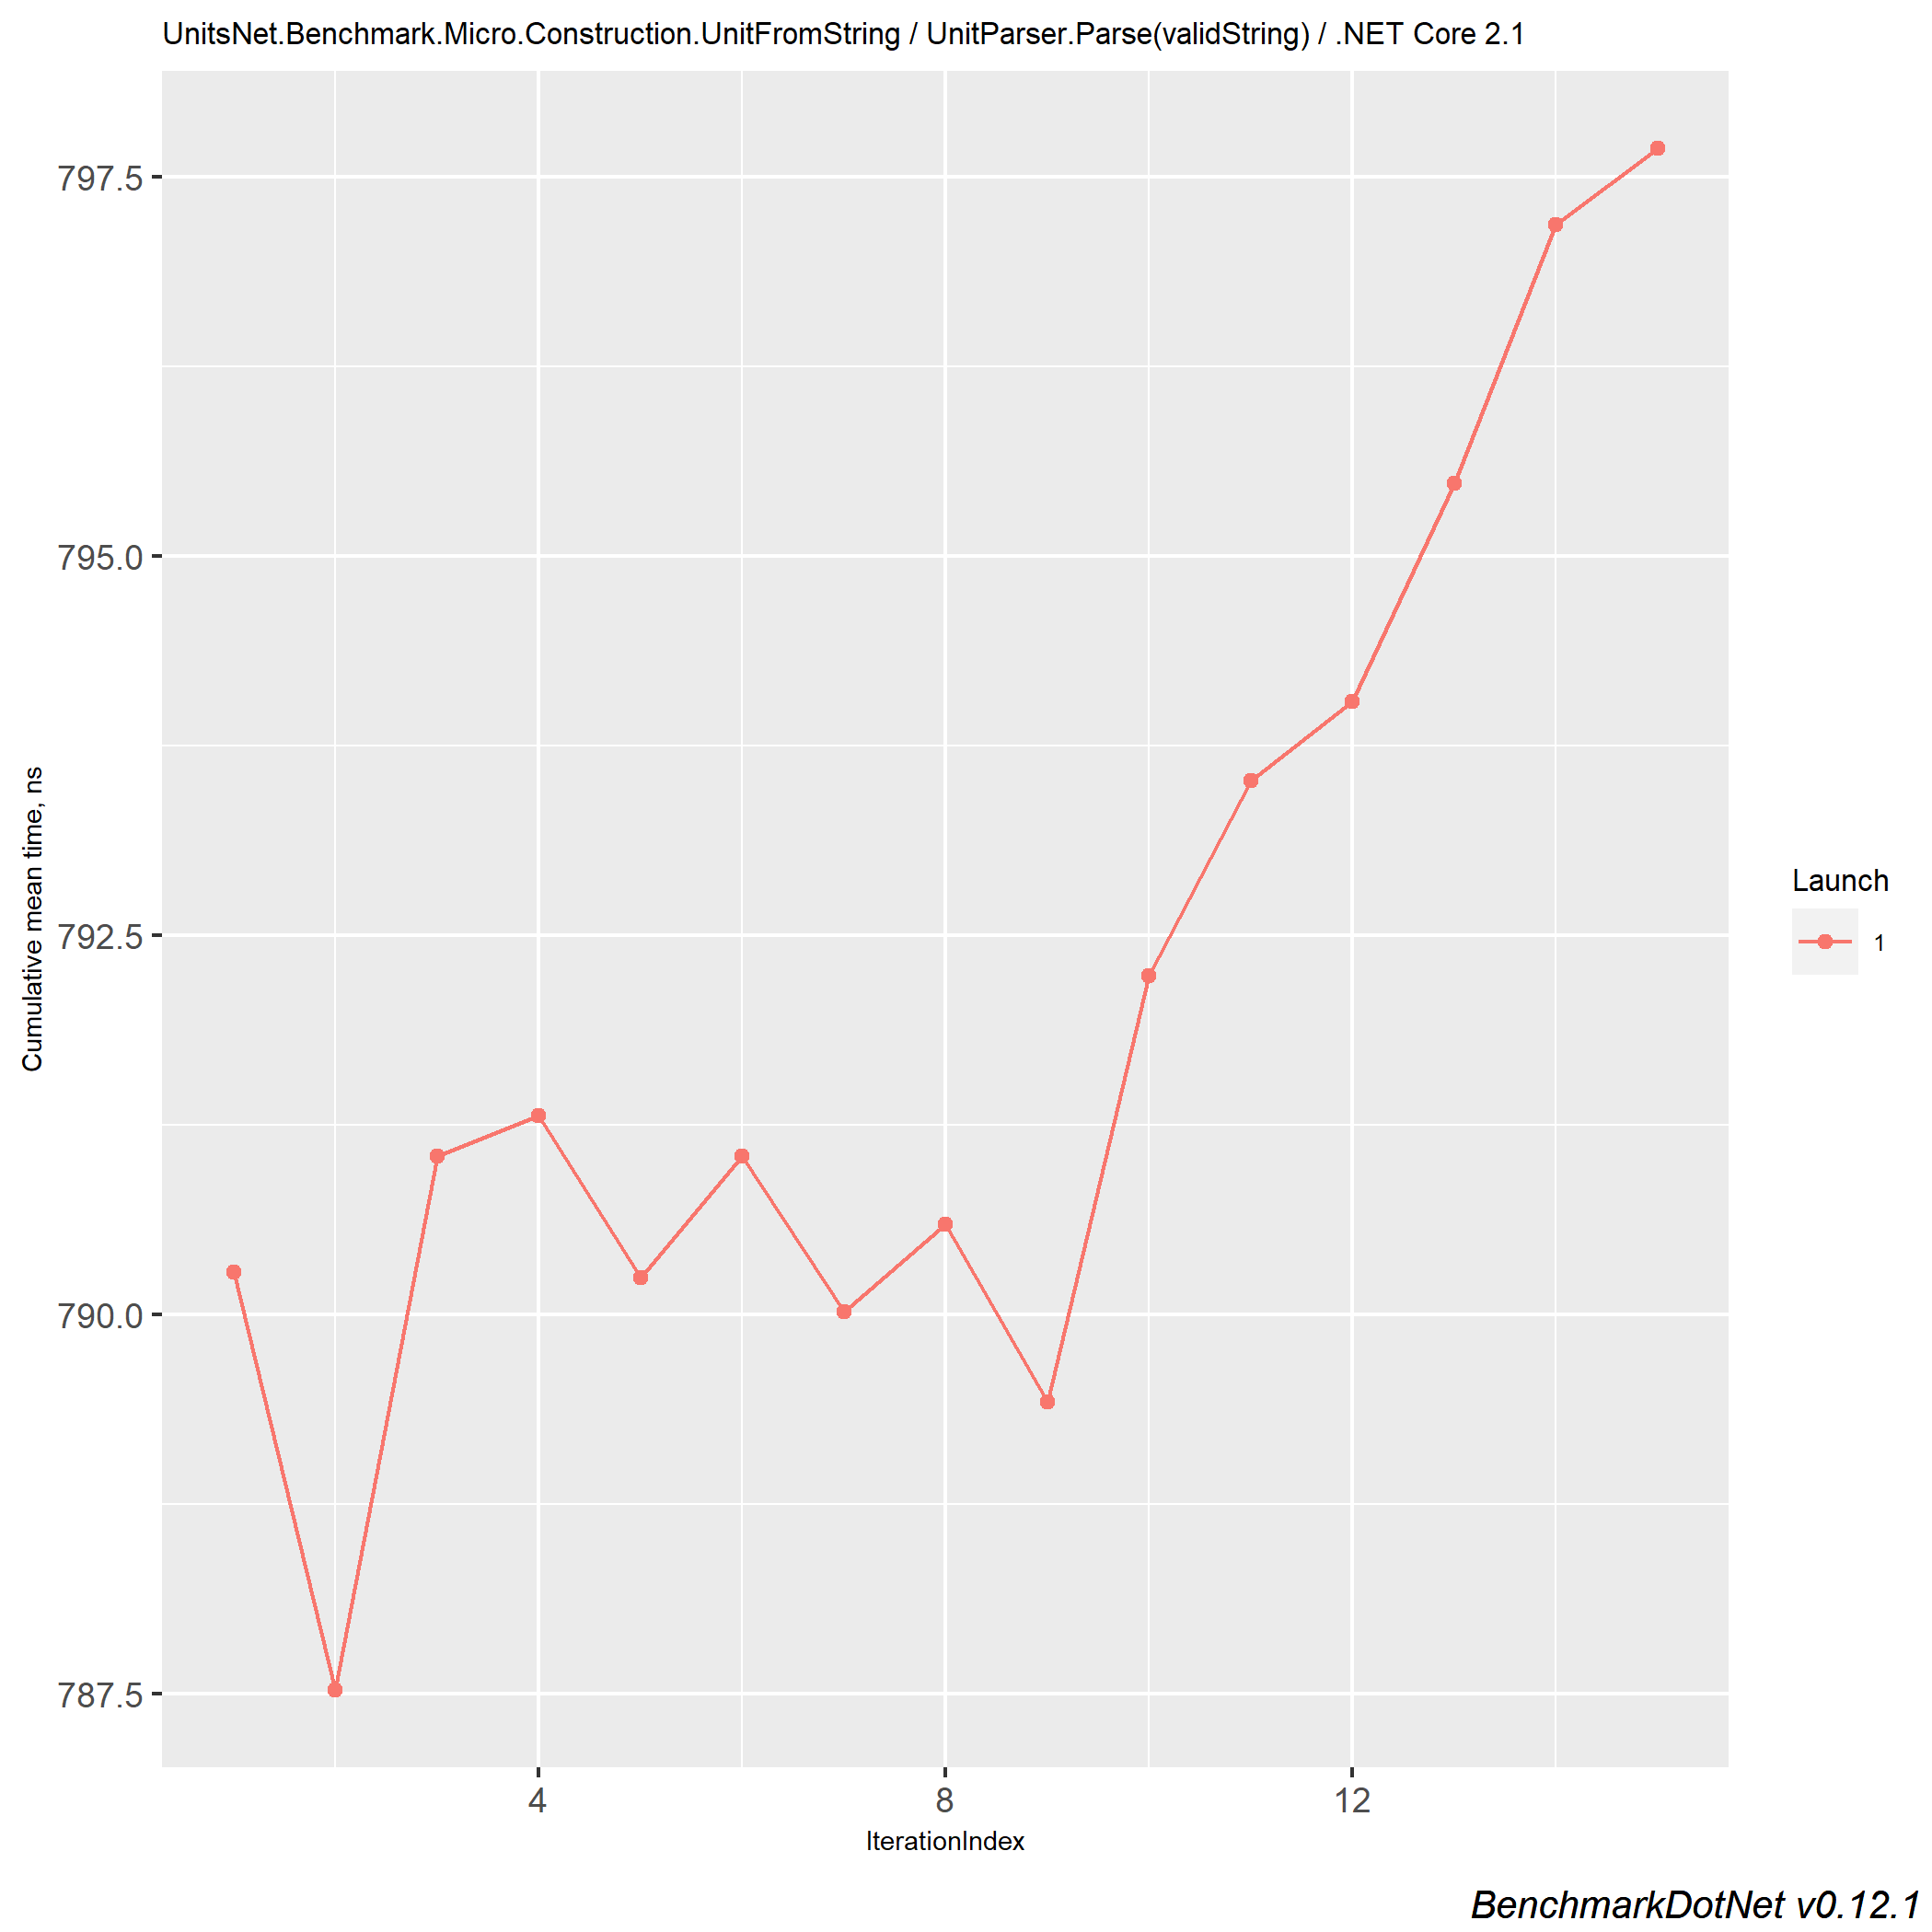 UnitsNet.Benchmark.Micro.Construction.UnitFromString / UnitParser.Parse(validString) / .NET Core 2.1
797.5
795.0
792.5
790.0
787.5
Cumulative mean time, ns
4
8
12
IterationIndex
Launch
1
BenchmarkDotNet v0.12.1